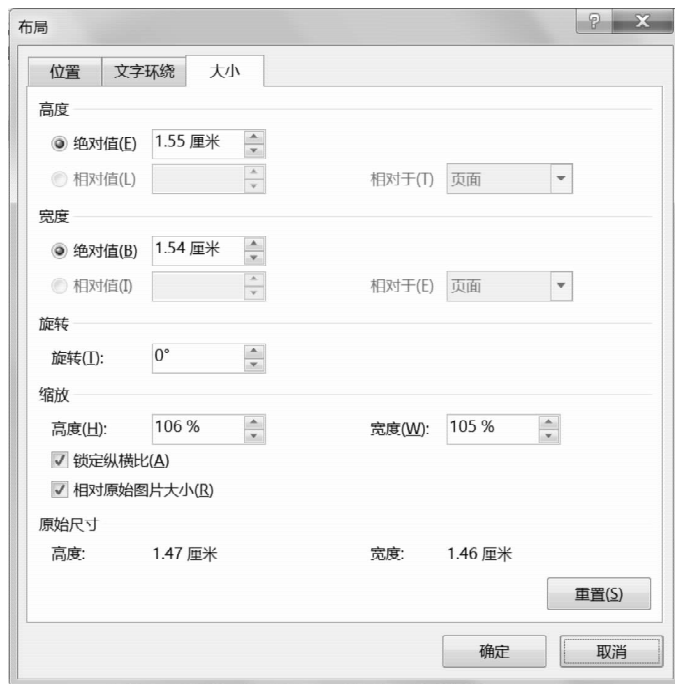 布局
位置 文字环绕 大小
高度
绝对值(E) 1.55 厘米
相对值(L) 相对于(T) 页面
宽度
绝对值(B) 1.54 厘米
相对值(I) 相对于(E) 页面
旋转
旋转(T): 0°
缩放
高度(H): 106 % 宽度(W): 105 %
锁定纵横比(A)
相对原始图片大小(R)
原始尺寸
高度: 1.47 厘米 宽度: 1.46 厘米
重置(S)
确定 取消